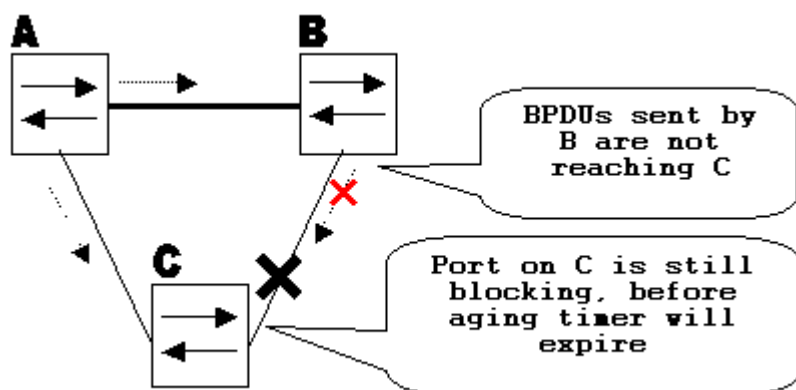 A
B
BPDUs sent by
B are not
reaching C
C
Port on C is still
blocking, before
aging timer will
expire